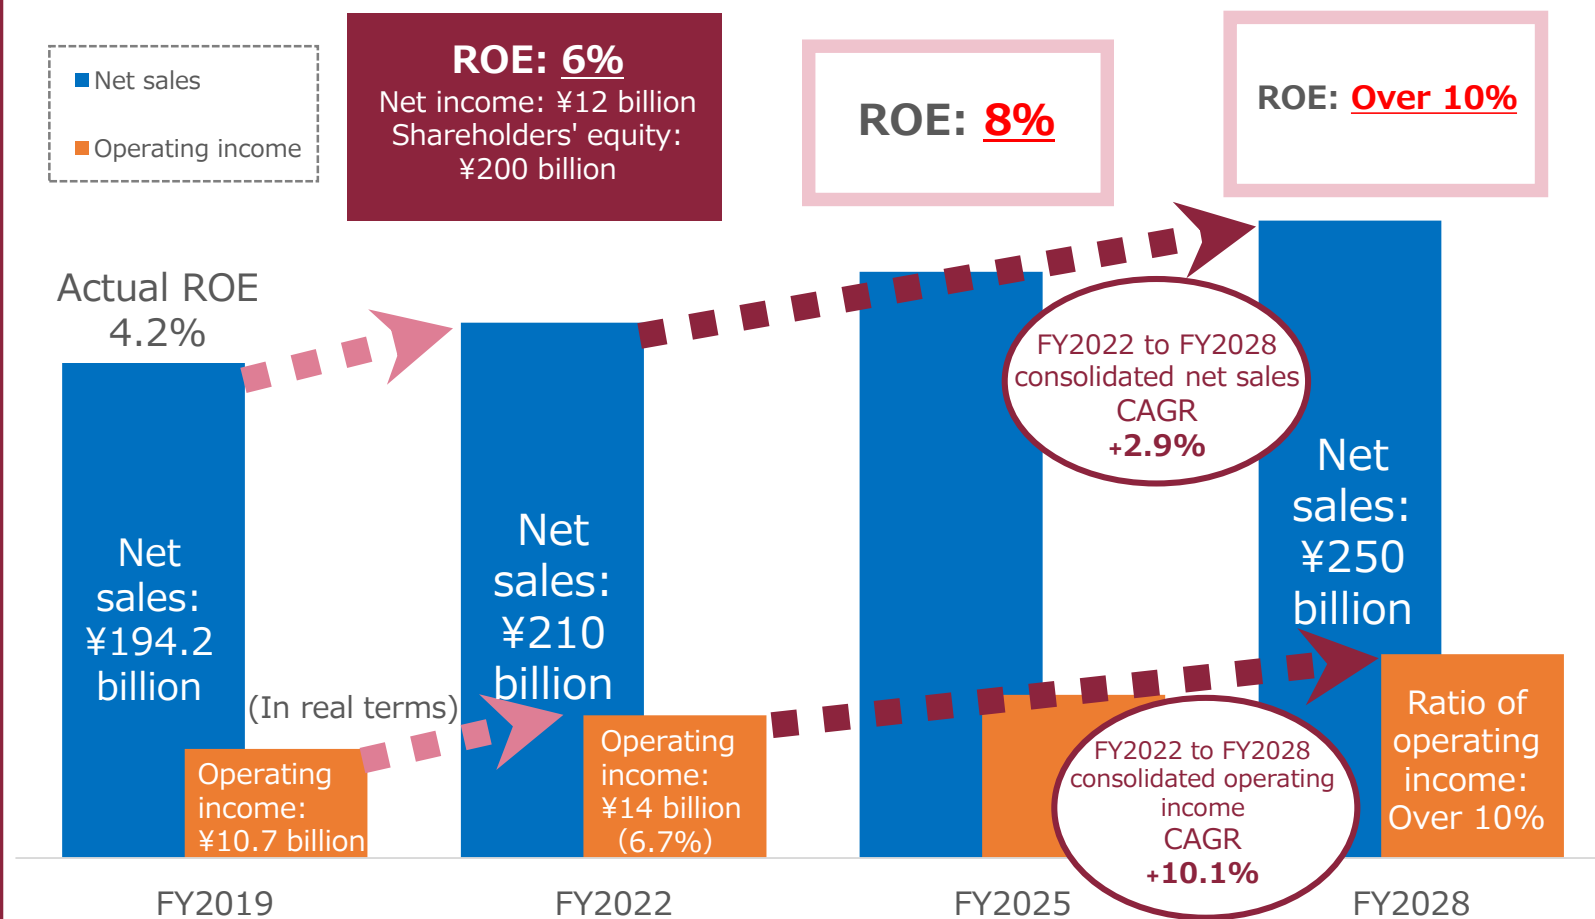 Net sales
Operating income
ROE: 6%
Net income: ¥12 billion
Shareholders' equity:
¥200 billion
ROE: 8%
ROE: Over 10%
Actual ROE
4.2%
Net
sales:
¥194.2
billion
(In real terms)
Operating
income:
¥10.7 billion
Net
sales:
¥210
billion
Operating
income:
¥14 billion
(6.7%)
FY2022 to FY2028
consolidated net sales
CAGR
+2.9%
FY2022 to FY2028
consolidated operating
income
CAGR
+10.1%
Net
sales:
¥250
billion
Ratio of
operating
income:
Over 10%
FY2019
FY2022
FY2025
FY2028